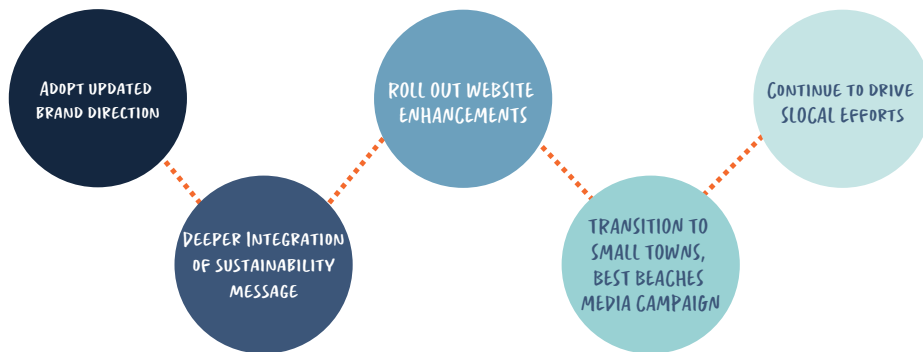 ADOPT UPDATED
BRAND DIRECTION
DEEPER INTEGRATION
OF SUSTAINABILITY
MESSAGE
ROLL OUT WEBSITE
ENHANCEMENTS
TRANSITION TO
SMALL TOWNS,
BEST BEACHES
MEDIA CAMPAIGN
CONTINUE TO DRIVE
SLOCAL EFFORTS